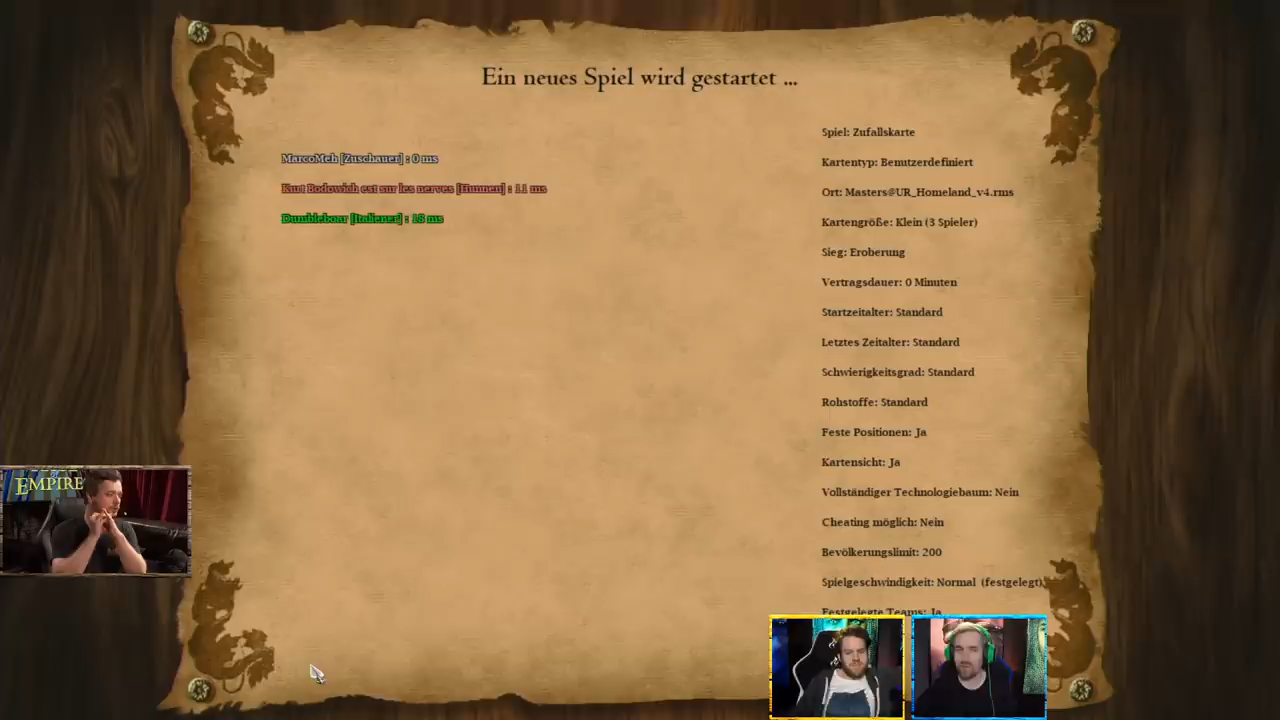 Ein neues Spiel wird gestartet ...
MarcoMeh [Zuschauer] : 0 ms
Kurt Bodowich est sur les nerves [Hunnen] : 11 ms
Dumbleboar [Italiener] : 18 ms
Spiel: Zufallskarte
Kartentyp: Benutzerdefiniert
Ort: Masters@UR_Homeland_v4.rms
Kartengröße: Klein (3 Spieler)
Sieg: Eroberung
Vertragsdauer: 0 Minuten
Startzeitalter: Standard
Letztes Zeitalter: Standard
Schwierigkeitsgrad: Standard
Rohstoffe: Standard
Feste Positionen: Ja
Kartensicht: Ja
Vollständiger Technologiebaum: Nein
Cheating möglich: Nein
Bevölkerungslimit: 200
Spielgeschwindigkeit: Normal (festgelegt)
Festgelegte Teams: Ja
EMPIRE